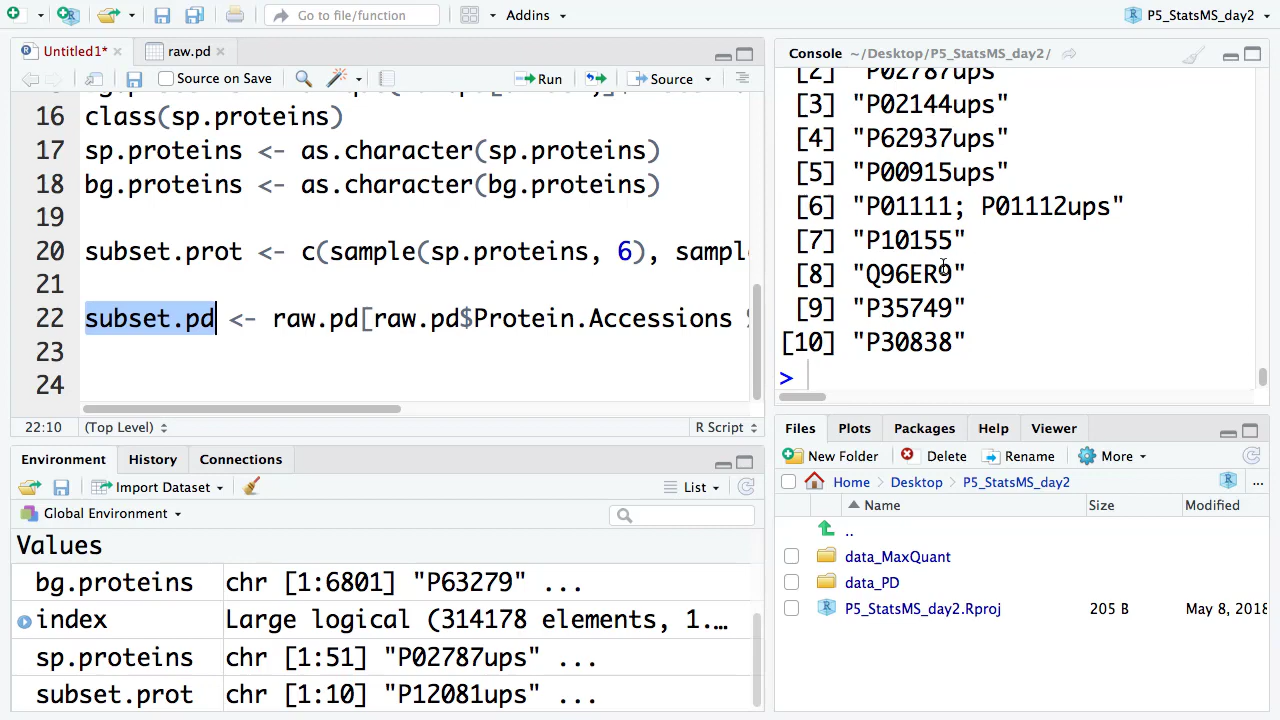 Go to file/function
Addins
P5_StatsMS_day2
Untitled1*
raw.pd
Source on Save
Run
Source
16 class(sp.proteins)
17 sp.proteins <- as.character(sp.proteins)
18 bg.proteins <- as.character(bg.proteins)
19
20 subset.prot <- c(sample(sp.proteins, 6), sampl
21
22 subset.pd <- raw.pd[raw.pd$Protein.Accessions
23
24
22:10 (Top Level) R Script
Console ~/Desktop/P5_StatsMS_day2/
[2] "P02787ups"
[3] "P02144ups"
[4] "P62937ups"
[5] "P00915ups"
[6] "P01111; P01112ups"
[7] "P10155"
[8] "Q96ER9"
[9] "P35749"
[10] "P30838"
>
Environment History Connections
Import Dataset List
Global Environment
Values
bg.proteins chr [1:6801] "P63279" ...
index Large logical (314178 elements, 1.…
sp.proteins chr [1:51] "P02787ups" ...
subset.prot chr [1:10] "P12081ups" ...
Files Plots Packages Help Viewer
New Folder Delete Rename More
Home Desktop P5_StatsMS_day2 ...
Name Size Modified
..
data_MaxQuant
data_PD
P5_StatsMS_day2.Rproj 205 B May 8, 2018